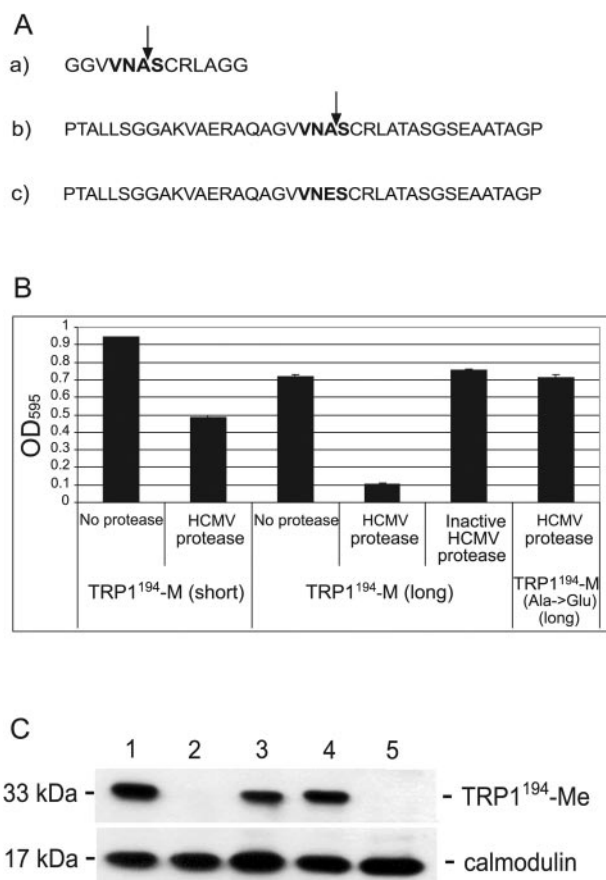 A
a) GGVVNASCRLAGG
b) PTALLSGGAKVAERAQAGVVNASCRLATASGSEAATAGP
c) PTALLSGGAKVAERAQAGVVNESCRLATASGSEAATAGP
B
1
0.9
0.8
0.7
0.6
0.5
0.4
0.3
0.2
0.1
0
OD595
No protease HCMV protease No protease HCMV protease Inactive HCMV protease HCMV protease
TRP1194-M (short) TRP1194-M (long) TRP1194-M (Ala->Glu) (long)
C
1 2 3 4 5
33 kDa - - TRP1194-Me
17 kDa - - calmodulin